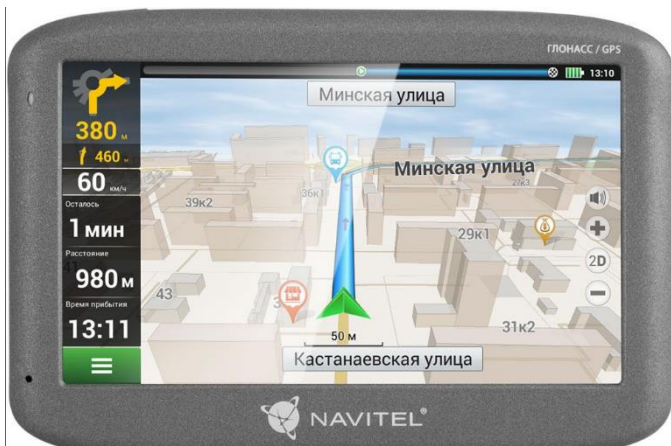 ГЛОНАСС / GPS
13:10
Минская улица
380 м
460 м
60 км/ч
Осталось
1 мин
Расстояние
980 м
Время прибытия
13:11
Минская улица
36к1
27к3
39к2
29к1
2D
43
31к2
50 м
Кастанаевская улица
NAVITEL®